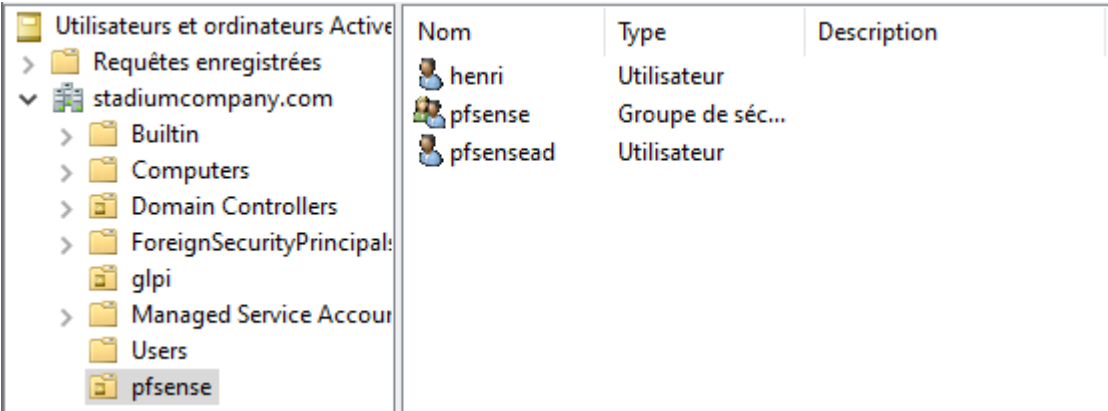 Utilisateurs et ordinateurs Active
Requêtes enregistrées
stadiumcompany.com
Builtin
Computers
Domain Controllers
ForeignSecurityPrincipals
glpi
Managed Service Accour
Users
pfsense
Nom Type Description
henri Utilisateur
pfsense Groupe de séc...
pfsensead Utilisateur